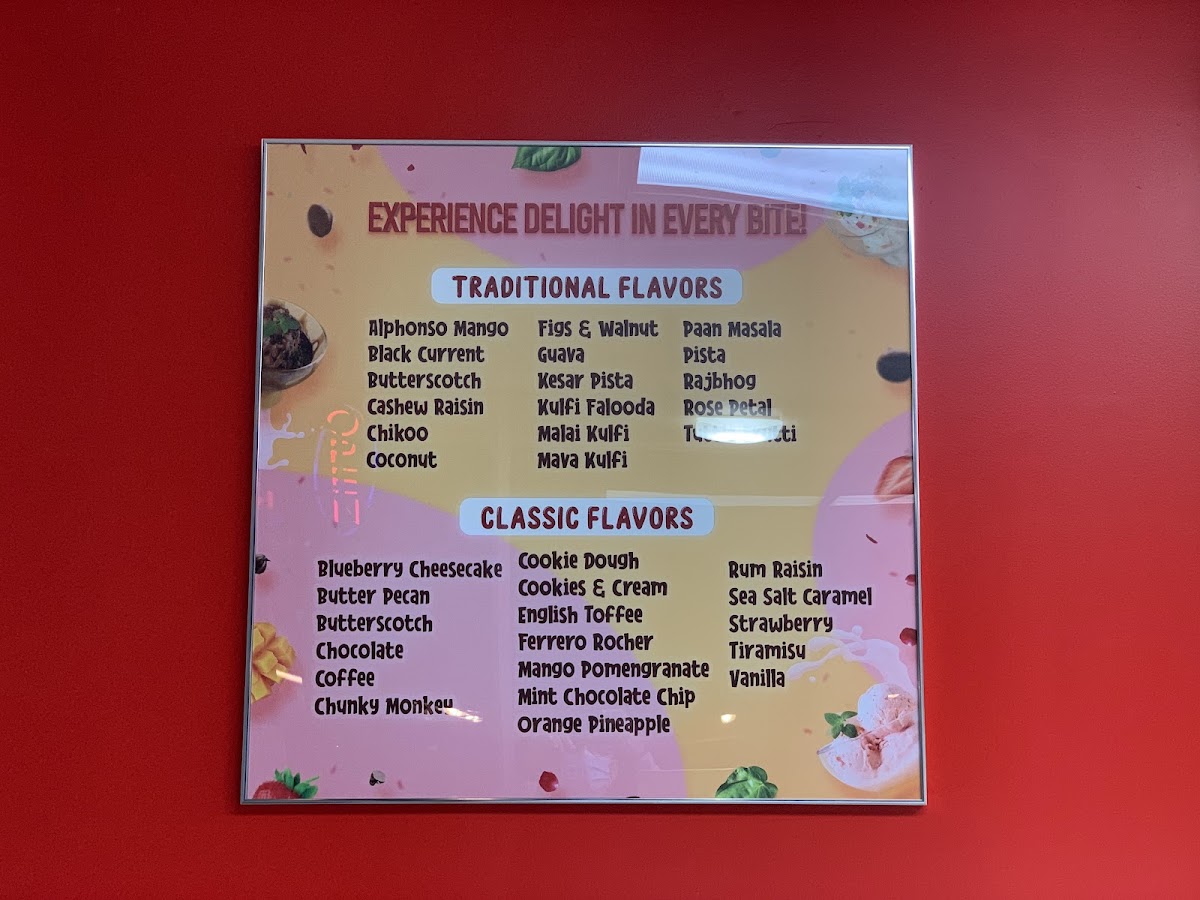 EXPERIENCE DELIGHT IN EVERY BITE!
TRADITIONAL FLAVORS
Alphonso Mango
Black Current
Butterscotch
Cashew Raisin
Chikoo
Coconut
Figs & Walnut
Guava
Kesar Pista
Kulfi Falooda
Malai Kulfi
Mava Kulfi
Paan Masala
Pista
Rajbhog
Rose Petal
CLASSIC FLAVORS
Blueberry Cheesecake
Butter Pecan
Butterscotch
Chocolate
Coffee
Chunky Monkey
Cookie Dough
Cookies & Cream
English Toffee
Ferrero Rocher
Mango Pomengranate
Mint Chocolate Chip
Orange Pineapple
Rum Raisin
Sea Salt Caramel
Strawberry
Tiramisu
Vanilla